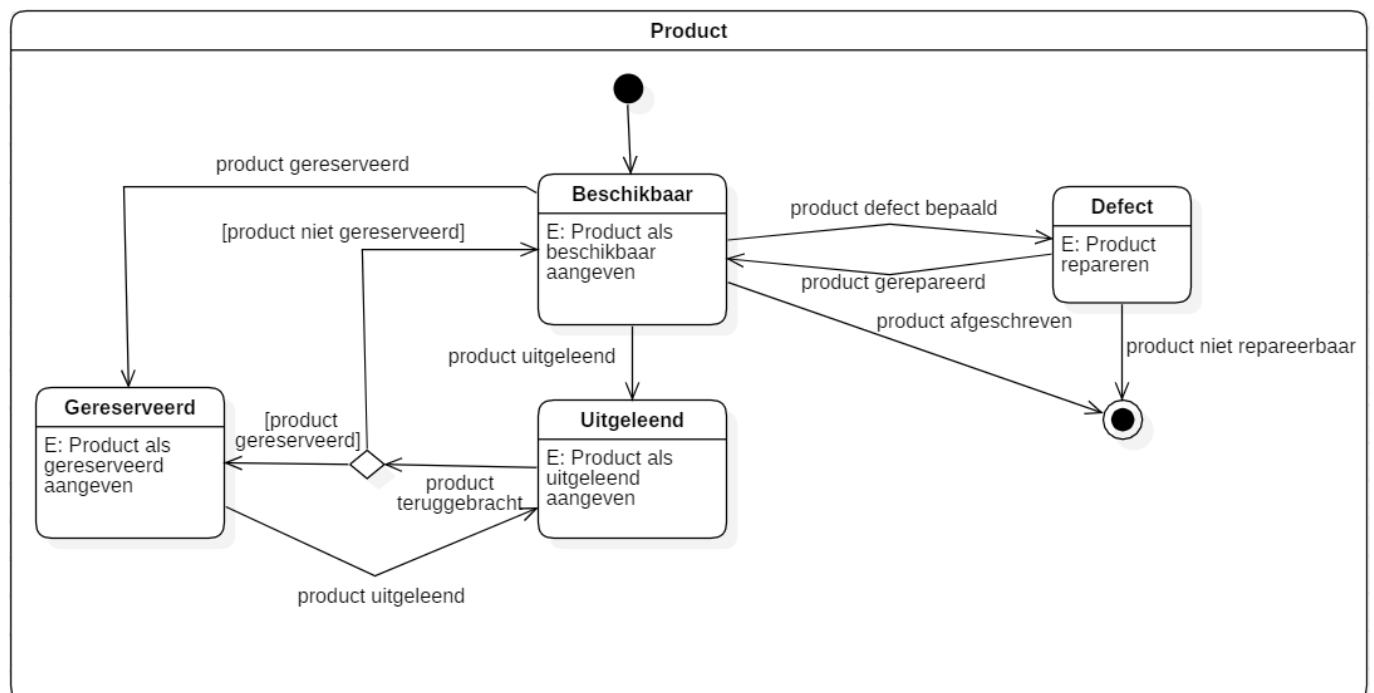 Product
product gereserveerd
Beschikbaar
E: Product als
beschikbaar
aangeven
[product niet gereserveerd]
product defect bepaald
Defect
E: Product
repareren
product gerepareerd
product afgeschreven
product niet repareerbaar
product uitgeleend
Gereserveerd
E: Product als
gereserveerd
aangeven
[product
gereserveerd]
Uitgeleend
E: Product als
uitgeleend
aangeven
product
teruggebracht
product uitgeleend